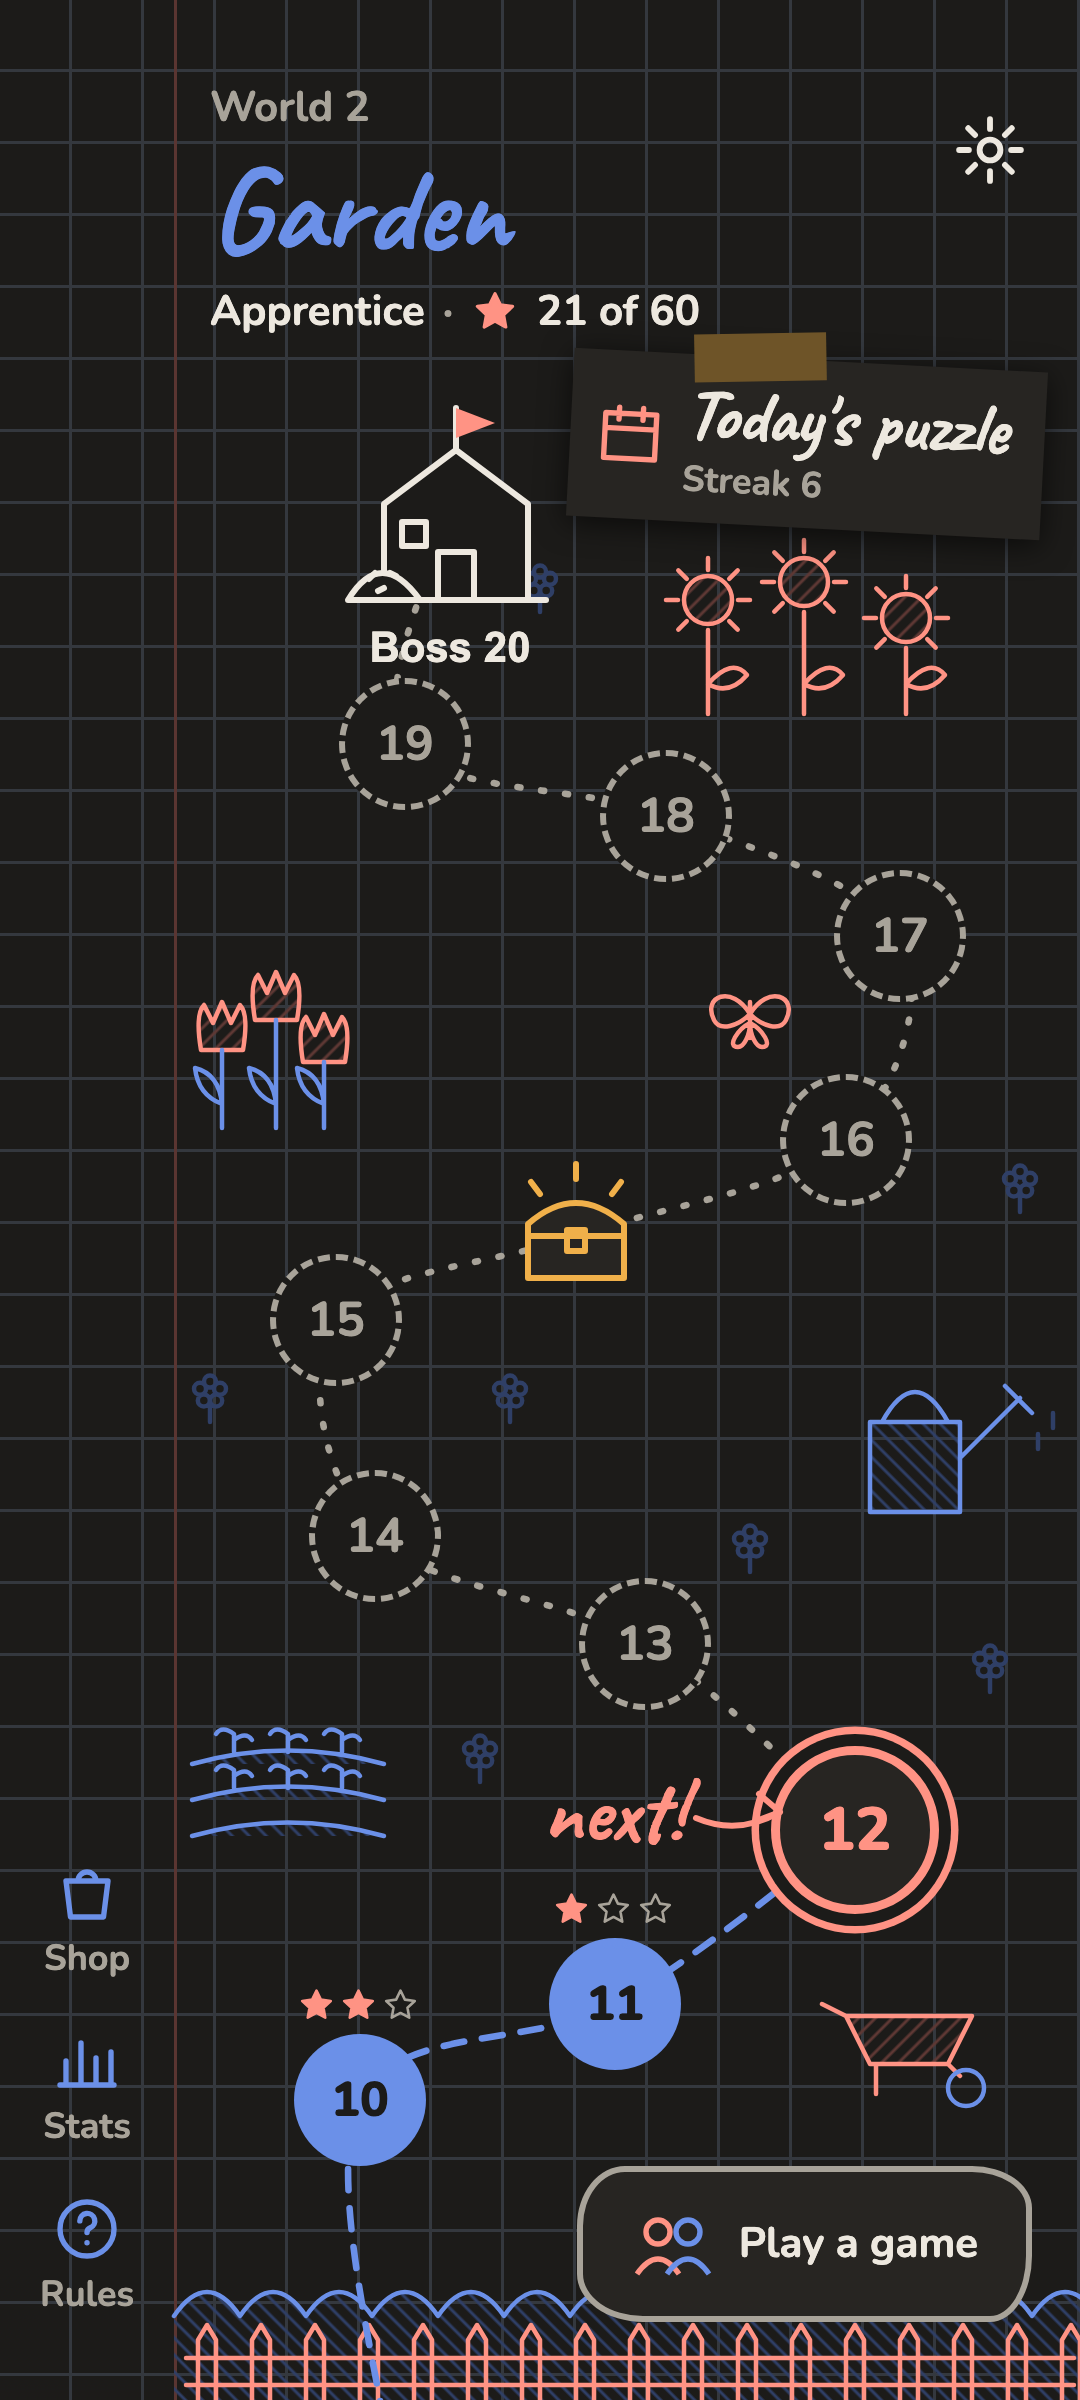 World 2
Garden
Apprentice · 21 of 60
Today's puzzle
Streak 6
Boss 20
19
18
17
16
15
14
13
next!
12
11
10
Shop
Stats
Rules
Play a game